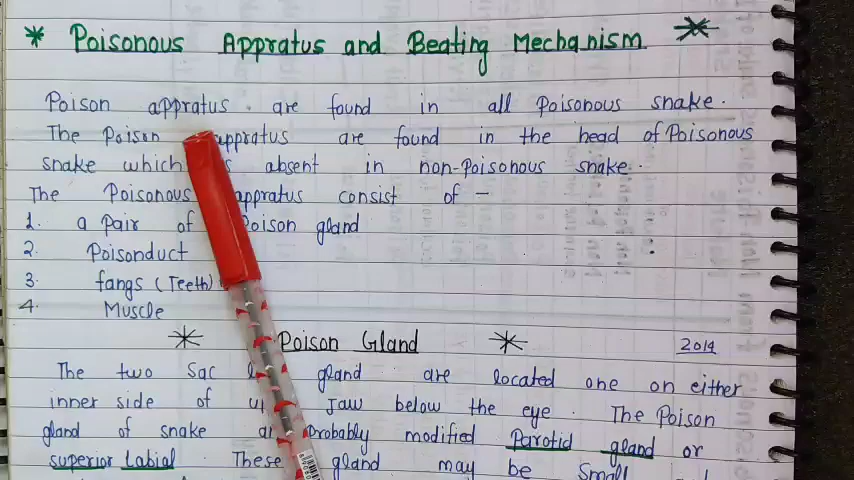 * Poisonous Appratus and Beating Mechanism *
Poison appratus are found in all Poisonous snake.
The Poison appratus are found in the head of Poisonous
snake which absent in non-Poisonous snake.
The Poisonous appratus consist of -
1. a Pair of Poison gland
2. Poisonduct
3. fangs (Teeth)
4. Muscle
* Poison Gland * 2019
The two Sac gland are located one on either
inner side of Jaw below the eye. The Poison
gland of snake Probably modified Parotid gland or
superior labial. These gland may be Small